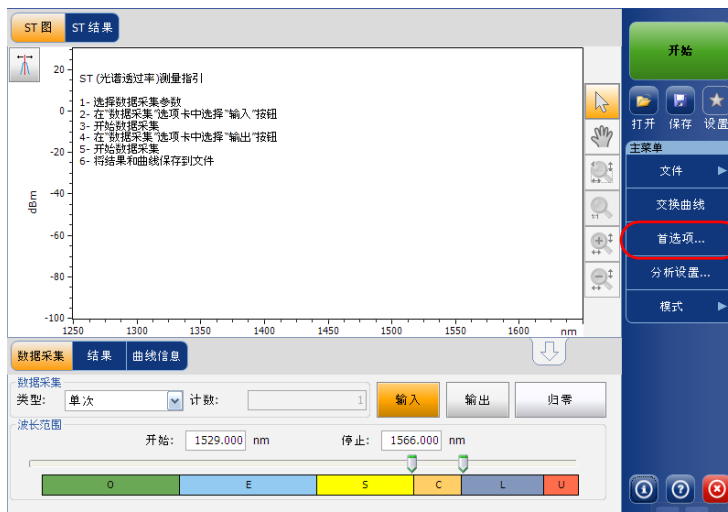 ST 图
ST 结果
dBm
20
0
-20
-40
-60
-80
-100
ST (光谱透过率)测量指引
1- 选择数据采集参数
2- 在“数据采集”选项卡中选择“输入”按钮
3- 开始数据采集
4- 在“数据采集”选项卡中选择“输出”按钮
5- 开始数据采集
6- 将结果和曲线保存到文件
1250 1300 1350 1400 1450 1500 1550 1600 nm
1:1
开始
打开 保存 设置
主菜单
文件
交换曲线
首选项...
分析设置...
模式
数据采集
结果
曲线信息
数据采集
类型: 单次 计数: 1 输入 输出 归零
波长范围
开始: 1529.000 nm 停止: 1566.000 nm
O E S C L U